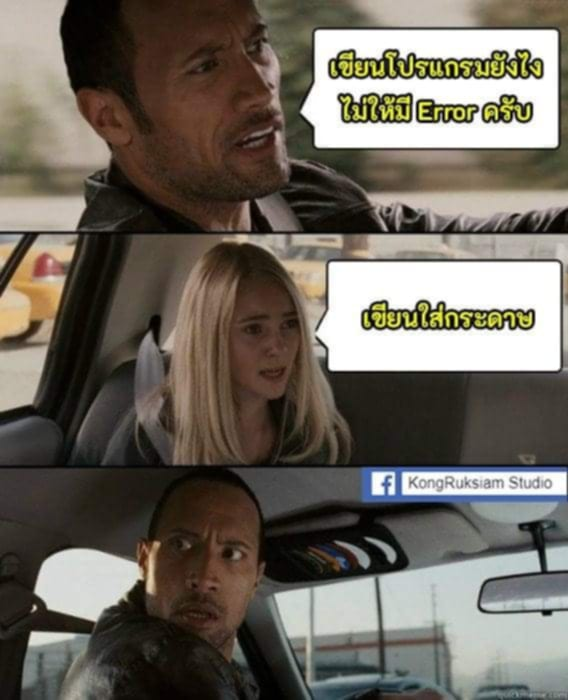 เขียนโปรแกรมยังไง
ไม่ให้มี Error ครับ
เขียนใส่กระดาษ
f KongRuksiam Studio
quickmeme.com